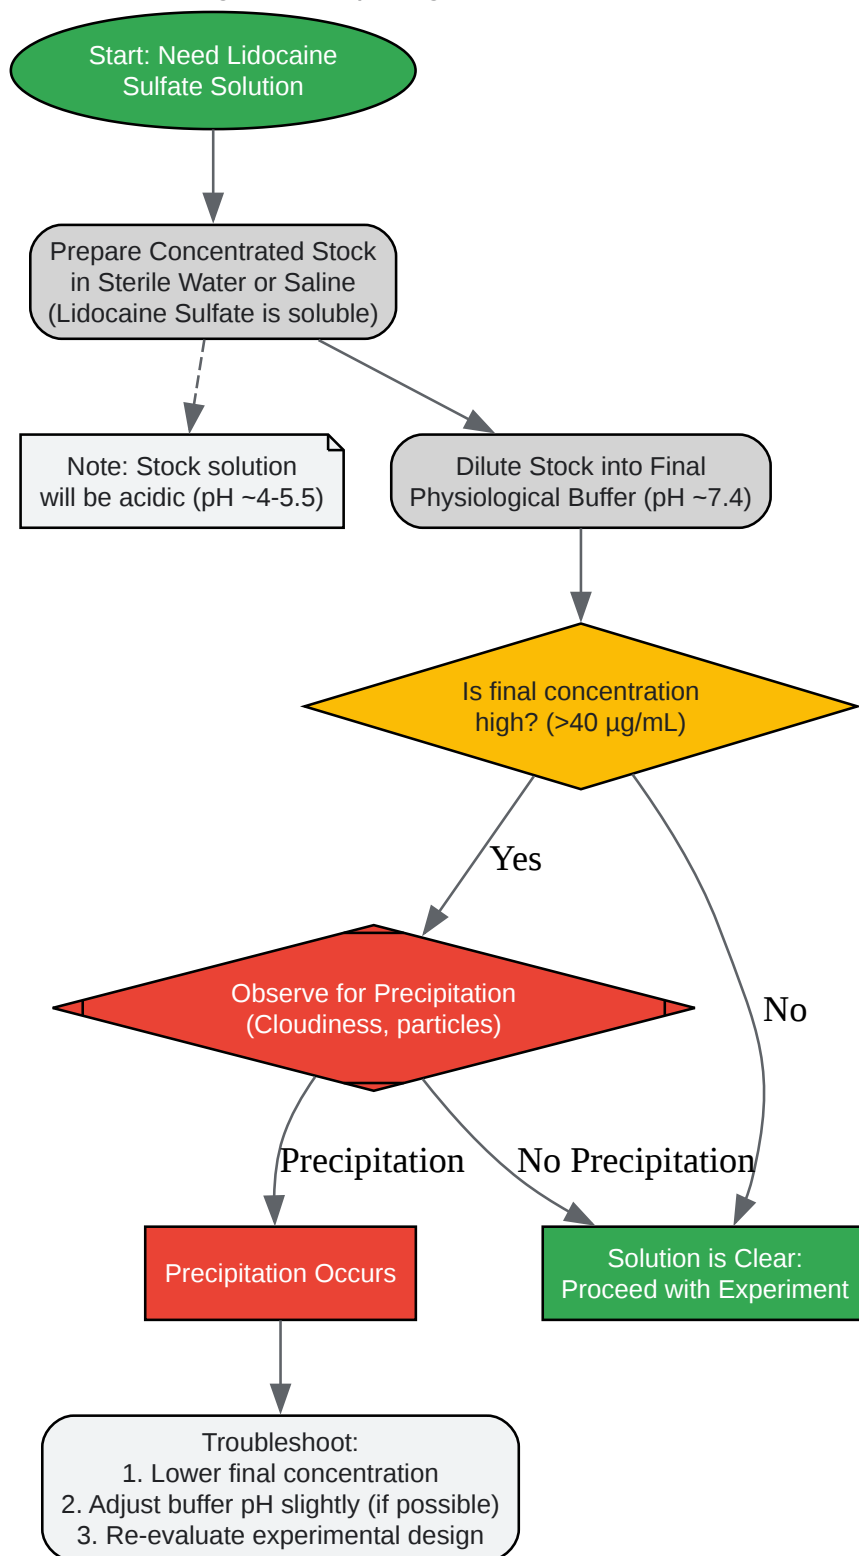 Start: Need Lidocaine
Sulfate Solution
Prepare Concentrated Stock
in Sterile Water or Saline
(Lidocaine Sulfate is soluble)
Note: Stock solution
will be acidic (pH ~4-5.5)
Dilute Stock into Final
Physiological Buffer (pH ~7.4)
Is final concentration
high? (>40 µg/mL)
Yes
No
Observe for Precipitation
(Cloudiness, particles)
Precipitation
No Precipitation
Precipitation Occurs
Solution is Clear:
Proceed with Experiment
Troubleshoot:
1. Lower final concentration
2. Adjust buffer pH slightly (if possible)
3. Re-evaluate experimental design